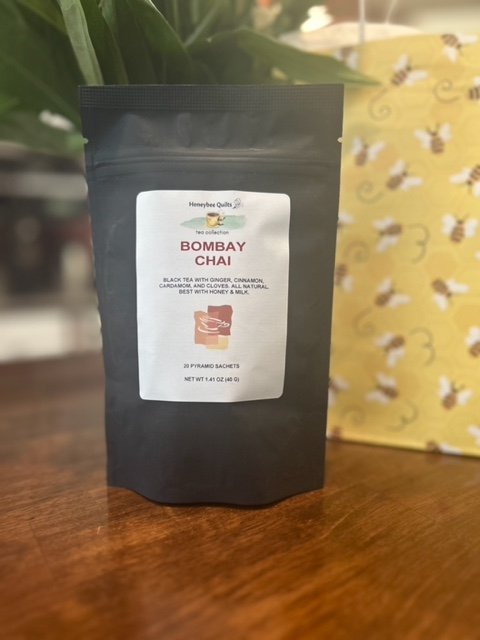 Honeybee Quilts
tea collection
BOMBAY
CHAI
BLACK TEA WITH GINGER, CINNAMON,
CARDAMOM, AND CLOVES. ALL NATURAL.
BEST WITH HONEY & MILK.
20 PYRAMID SACHETS
NET WT 1.41 OZ (40 G)